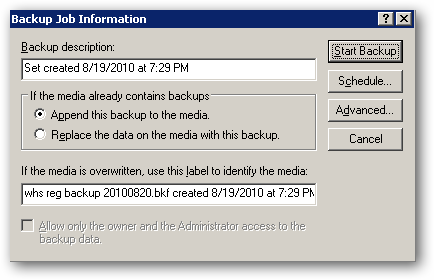 Backup Job Information
Backup description:
Set created 8/19/2010 at 7:29 PM
If the media already contains backups
Append this backup to the media.
Replace the data on the media with this backup.
If the media is overwritten, use this label to identify the media:
whs reg backup 20100820.bkf created 8/19/2010 at 7:29 PM
Allow only the owner and the Administrator access to the
backup data.
Start Backup
Schedule...
Advanced...
Cancel